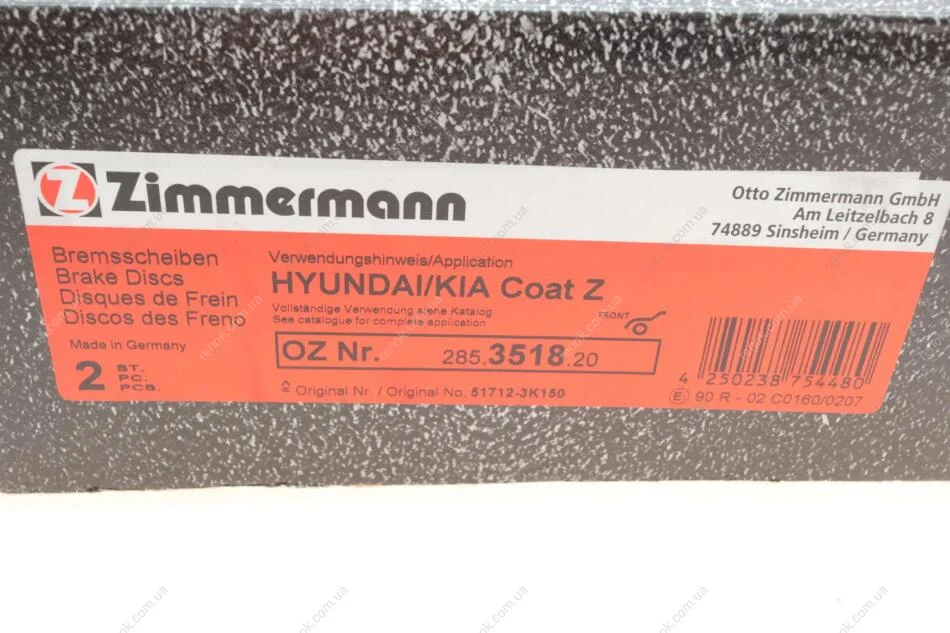 Z Zimmermann
Otto Zimmermann GmbH
Am Leitzelbach 8
74889 Sinsheim / Germany
Bremsscheiben
Brake Discs
Disques de Frein
Discos des Freno
Made in Germany
2 ST.
PC.
PCS.
Verwendungshinweis/Application
HYUNDAI/KIA Coat Z
Vollständige Verwendung siehe Katalog
See catalogue for complete application
FRONT
OZ Nr. 285.3518.20
≙ Original Nr. / Original No. 51712-3K150
4 250238 754480
E 90 R - 02 C0160/0207
renok.com.ua